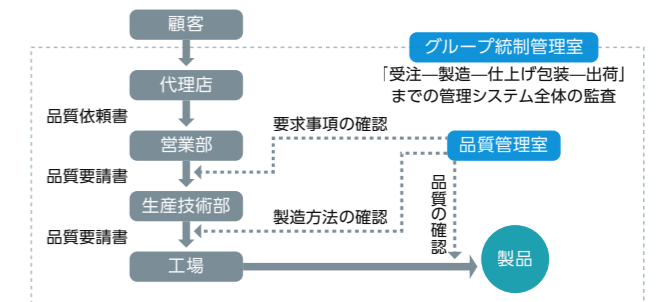 顧客
グループ統制管理室
「受注―製造―仕上げ包装―出荷」
までの管理システム全体の監査
代理店
品質依頼書
要求事項の確認
営業部
品質管理室
品質要請書
品質の確認
生産技術部
製造方法の確認
品質要請書
工場
製品